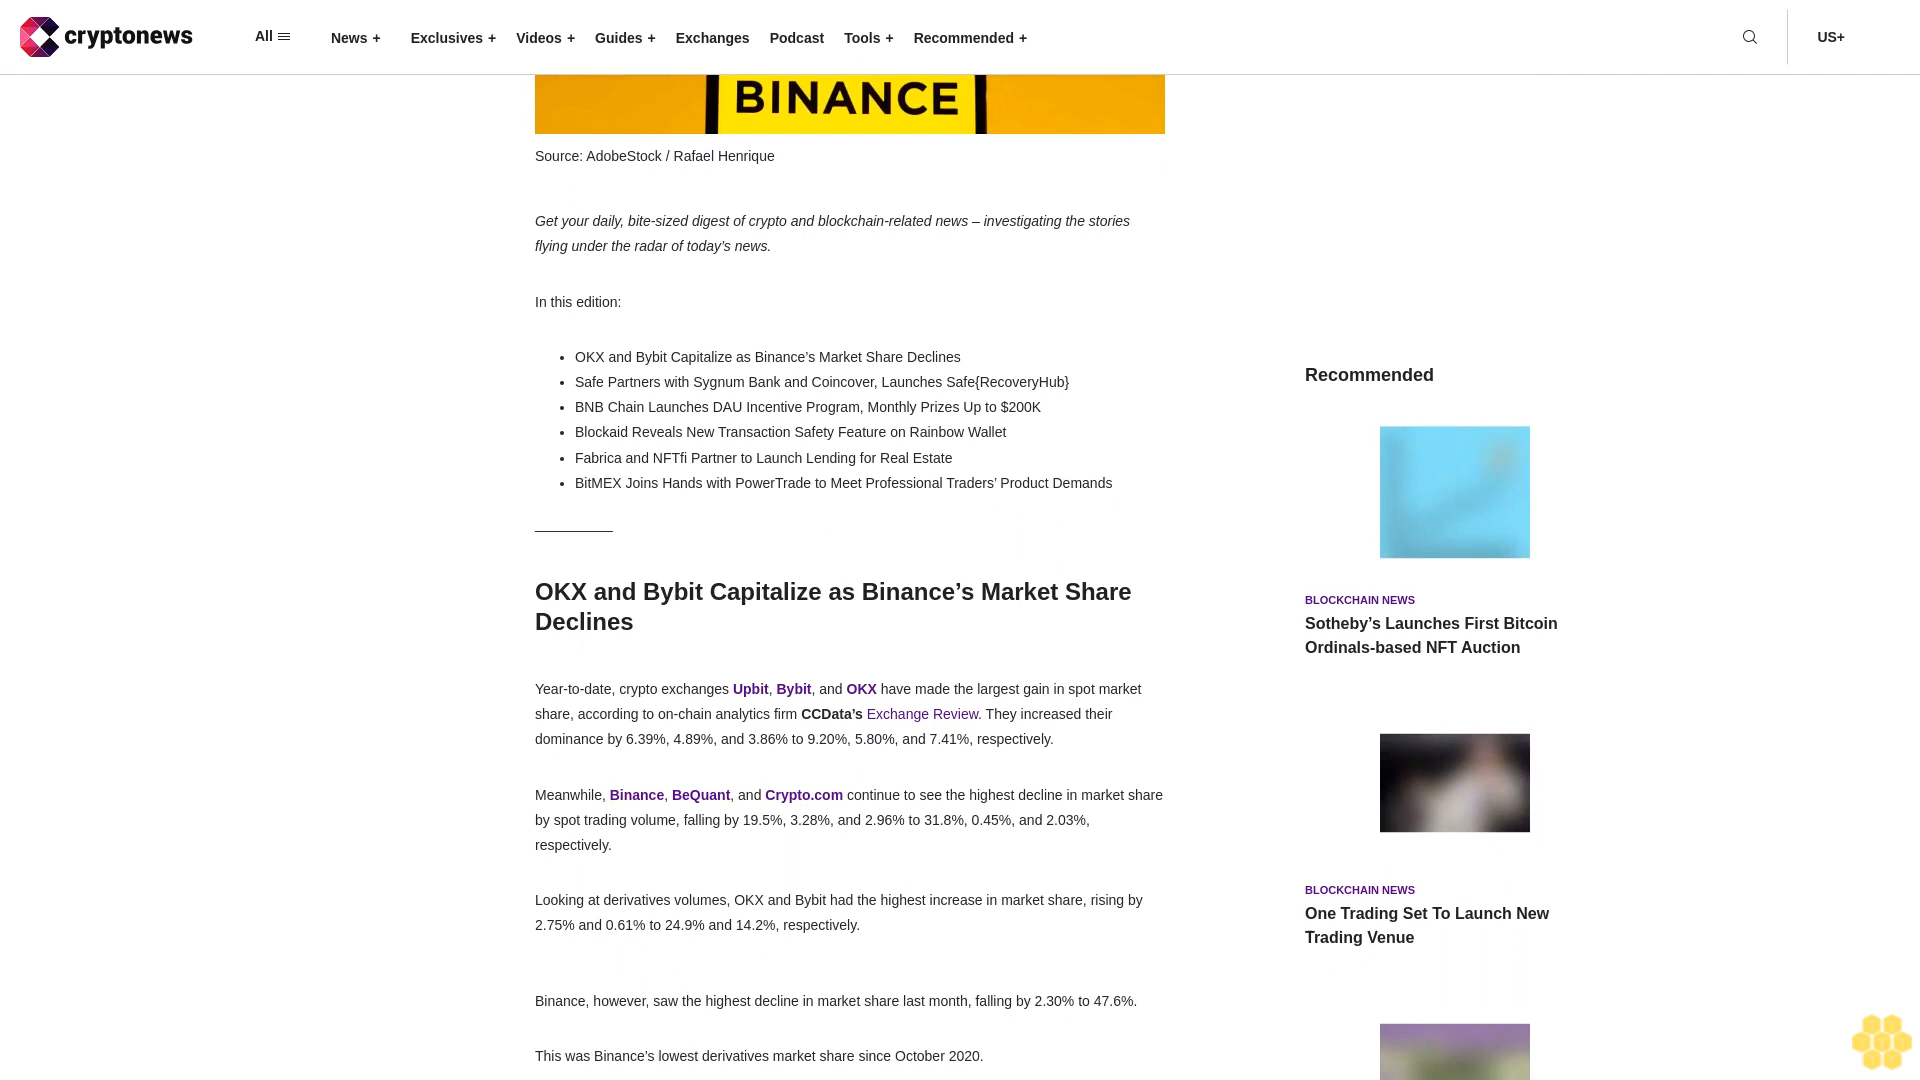 cryptonews
All
News +
Exclusives +
Videos +
Guides +
Exchanges
Podcast
Tools +
Recommended +
US+
BINANCE
Source: AdobeStock / Rafael Henrique
Get your daily, bite-sized digest of crypto and blockchain-related news – investigating the stories
flying under the radar of today’s news.
In this edition:
• OKX and Bybit Capitalize as Binance’s Market Share Declines
• Safe Partners with Sygnum Bank and Coincover, Launches Safe{RecoveryHub}
• BNB Chain Launches DAU Incentive Program, Monthly Prizes Up to $200K
• Blockaid Reveals New Transaction Safety Feature on Rainbow Wallet
• Fabrica and NFTfi Partner to Launch Lending for Real Estate
• BitMEX Joins Hands with PowerTrade to Meet Professional Traders’ Product Demands
__________
OKX and Bybit Capitalize as Binance’s Market Share
Declines
Year-to-date, crypto exchanges Upbit, Bybit, and OKX have made the largest gain in spot market
share, according to on-chain analytics firm CCData’s Exchange Review. They increased their
dominance by 6.39%, 4.89%, and 3.86% to 9.20%, 5.80%, and 7.41%, respectively.
Meanwhile, Binance, BeQuant, and Crypto.com continue to see the highest decline in market share
by spot trading volume, falling by 19.5%, 3.28%, and 2.96% to 31.8%, 0.45%, and 2.03%,
respectively.
Looking at derivatives volumes, OKX and Bybit had the highest increase in market share, rising by
2.75% and 0.61% to 24.9% and 14.2%, respectively.
Binance, however, saw the highest decline in market share last month, falling by 2.30% to 47.6%.
This was Binance’s lowest derivatives market share since October 2020.
Recommended
BLOCKCHAIN NEWS
Sotheby’s Launches First Bitcoin
Ordinals-based NFT Auction
BLOCKCHAIN NEWS
One Trading Set To Launch New
Trading Venue